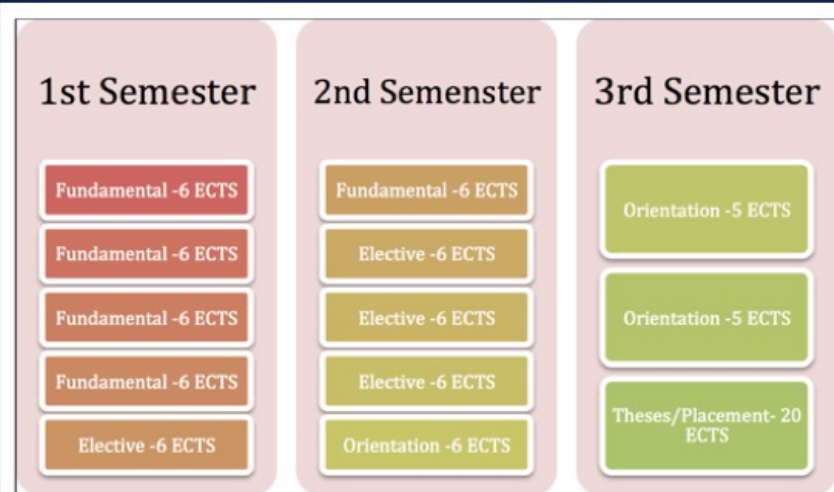 1st Semester
Fundamental -6 ECTS
Fundamental -6 ECTS
Fundamental -6 ECTS
Fundamental -6 ECTS
Elective -6 ECTS
2nd Semenster
Fundamental -6 ECTS
Elective -6 ECTS
Elective -6 ECTS
Elective -6 ECTS
Orientation -6 ECTS
3rd Semester
Orientation -5 ECTS
Orientation -5 ECTS
Theses/Placement- 20
ECTS